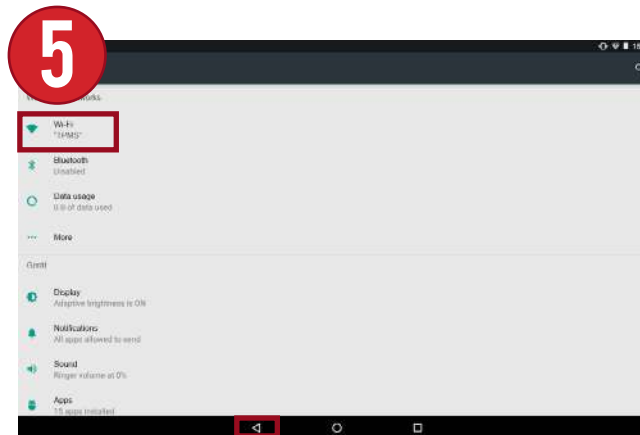 5
Wi-Fi
"TPMS"
Bluetooth
Disabled
Data usage
0 B of data used
More
Display
Adaptive brightness is ON
Notifications
All apps allowed to send
Sound
Ringer volume at 0%
Apps
15 apps installed